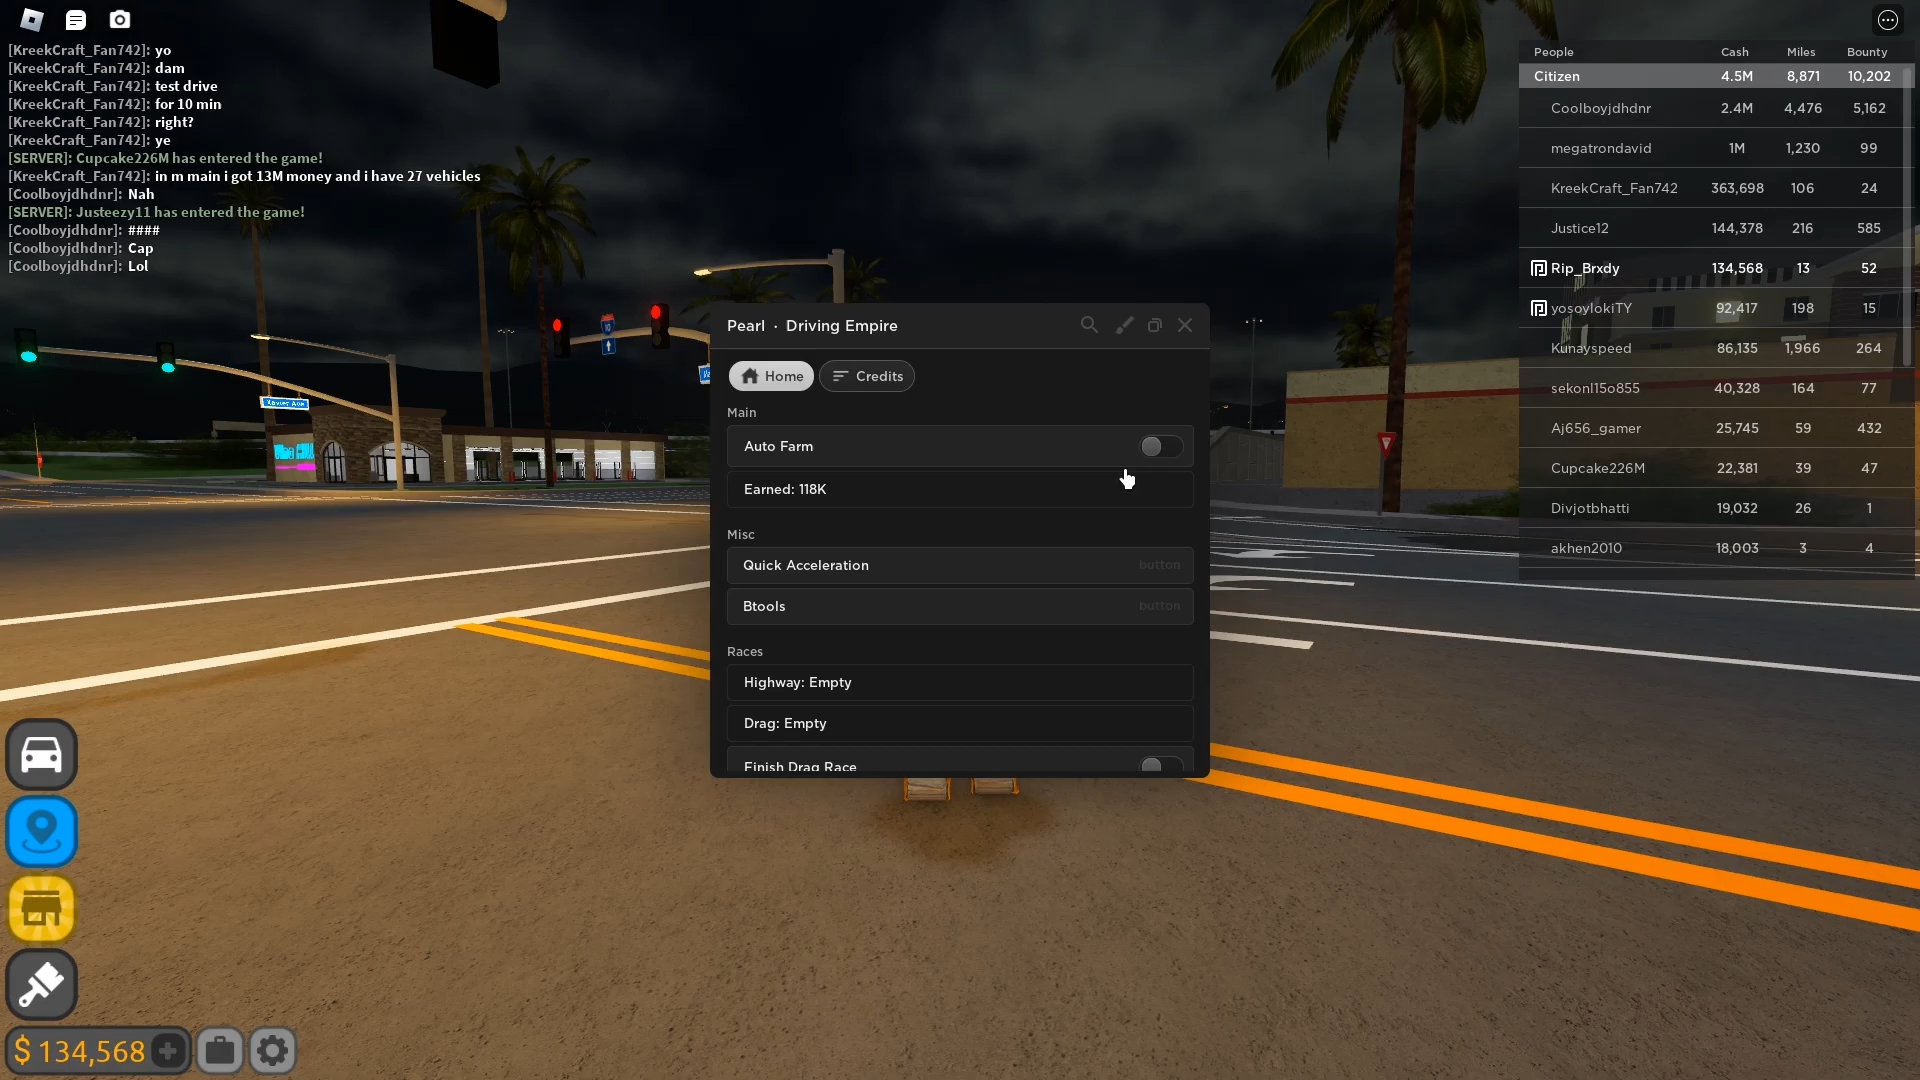 [KreekCraft_Fan742]: yo
[KreekCraft_Fan742]: dam
[KreekCraft_Fan742]: test drive
[KreekCraft_Fan742]: for 10 min
[KreekCraft_Fan742]: right?
[KreekCraft_Fan742]: ye
[SERVER]: Cupcake226M has entered the game!
[KreekCraft_Fan742]: in m main i got 13M money and i have 27 vehicles
[Coolboyjdhdnr]: Nah
[SERVER]: Justeezy11 has entered the game!
[Coolboyjdhdnr]: ####
[Coolboyjdhdnr]: Cap
[Coolboyjdhdnr]: Lol
People Cash Miles Bounty
Citizen 4.5M 8,871 10,202
Coolboyjdhdnr 2.4M 4,476 5,162
megatrondavid 1M 1,230 99
KreekCraft_Fan742 363,698 106 24
Justice12 144,378 216 585
Rip_Brxdy 134,568 13 52
yosoylokiTY 92,417 198 15
Kunayspeed 86,135 1,966 264
sekonl15o855 40,328 164 77
Aj656_gamer 25,745 59 432
Cupcake226M 22,381 39 47
Divjotbhatti 19,032 26 1
akhen2010 18,003 3 4
Xavier Ave
10
Pearl · Driving Empire
Home
Credits
Main
Auto Farm
Earned: 118K
Misc
Quick Acceleration button
Btools button
Races
Highway: Empty
Drag: Empty
Finish Drag Race
$ 134,568 +